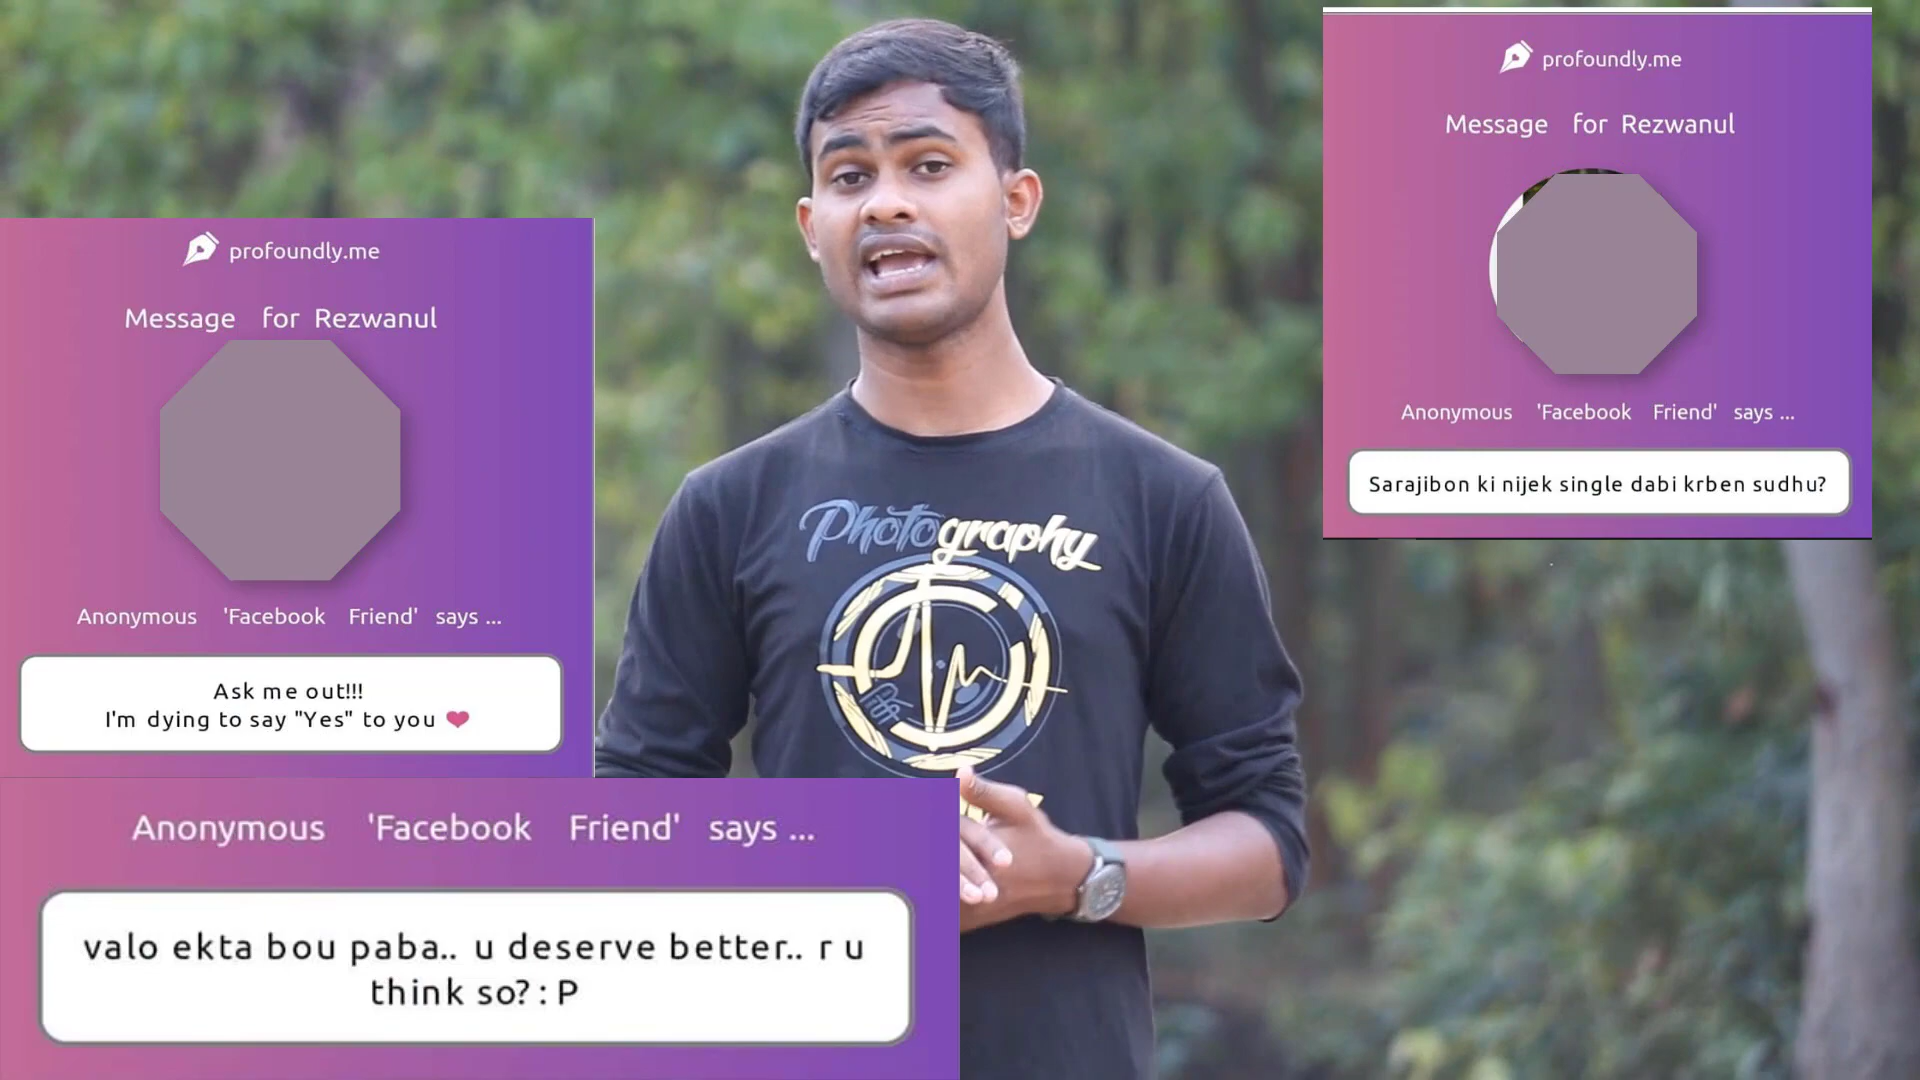 profoundly.me
Message for Rezwanul
Anonymous 'Facebook Friend' says ...
Ask me out!!!
I'm dying to say "Yes" to you ❤
Anonymous 'Facebook Friend' says ...
valo ekta bou paba.. u deserve better.. r u
think so? : P
Photography
profoundly.me
Message for Rezwanul
Anonymous 'Facebook Friend' says ...
Sarajibon ki nijek single dabi krben sudhu?